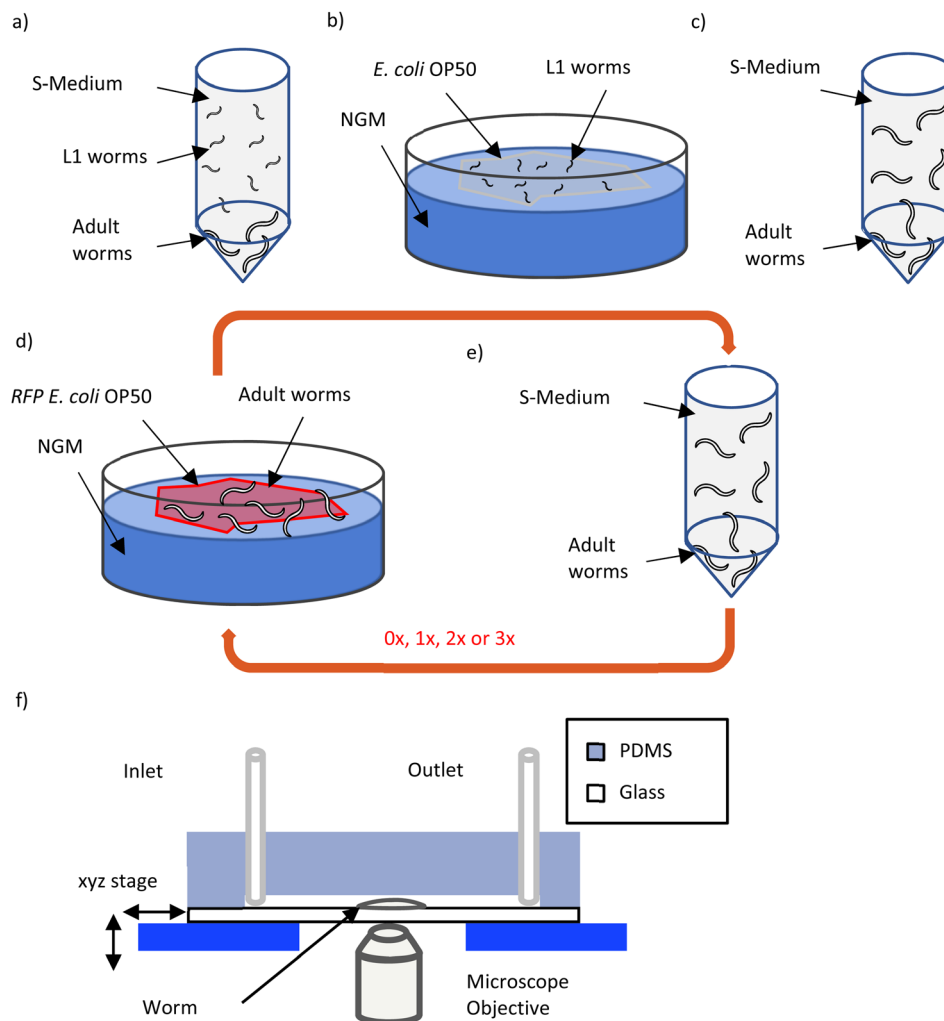 a)
S-Medium
L1 worms
Adult
worms
b)
E. coli OP50
L1 worms
NGM
c)
S-Medium
Adult
worms
d)
RFP E. coli OP50
Adult worms
NGM
e)
S-Medium
Adult
worms
0x, 1x, 2x or 3x
f)
Inlet
Outlet
PDMS
Glass
xyz stage
Worm
Microscope
Objective